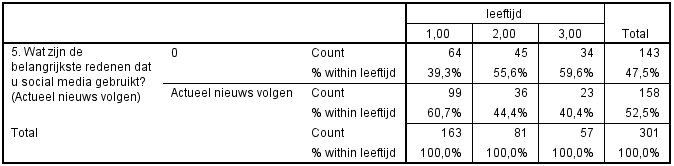 leeftijd
1,00 2,00 3,00 Total
5. Wat zijn de 0 Count 64 45 34 143
belangrijkste redenen dat
u social media gebruikt? % within leeftijd 39,3% 55,6% 59,6% 47,5%
(Actueel nieuws volgen) Actueel nieuws volgen Count 99 36 23 158
% within leeftijd 60,7% 44,4% 40,4% 52,5%
Total Count 163 81 57 301
% within leeftijd 100,0% 100,0% 100,0% 100,0%